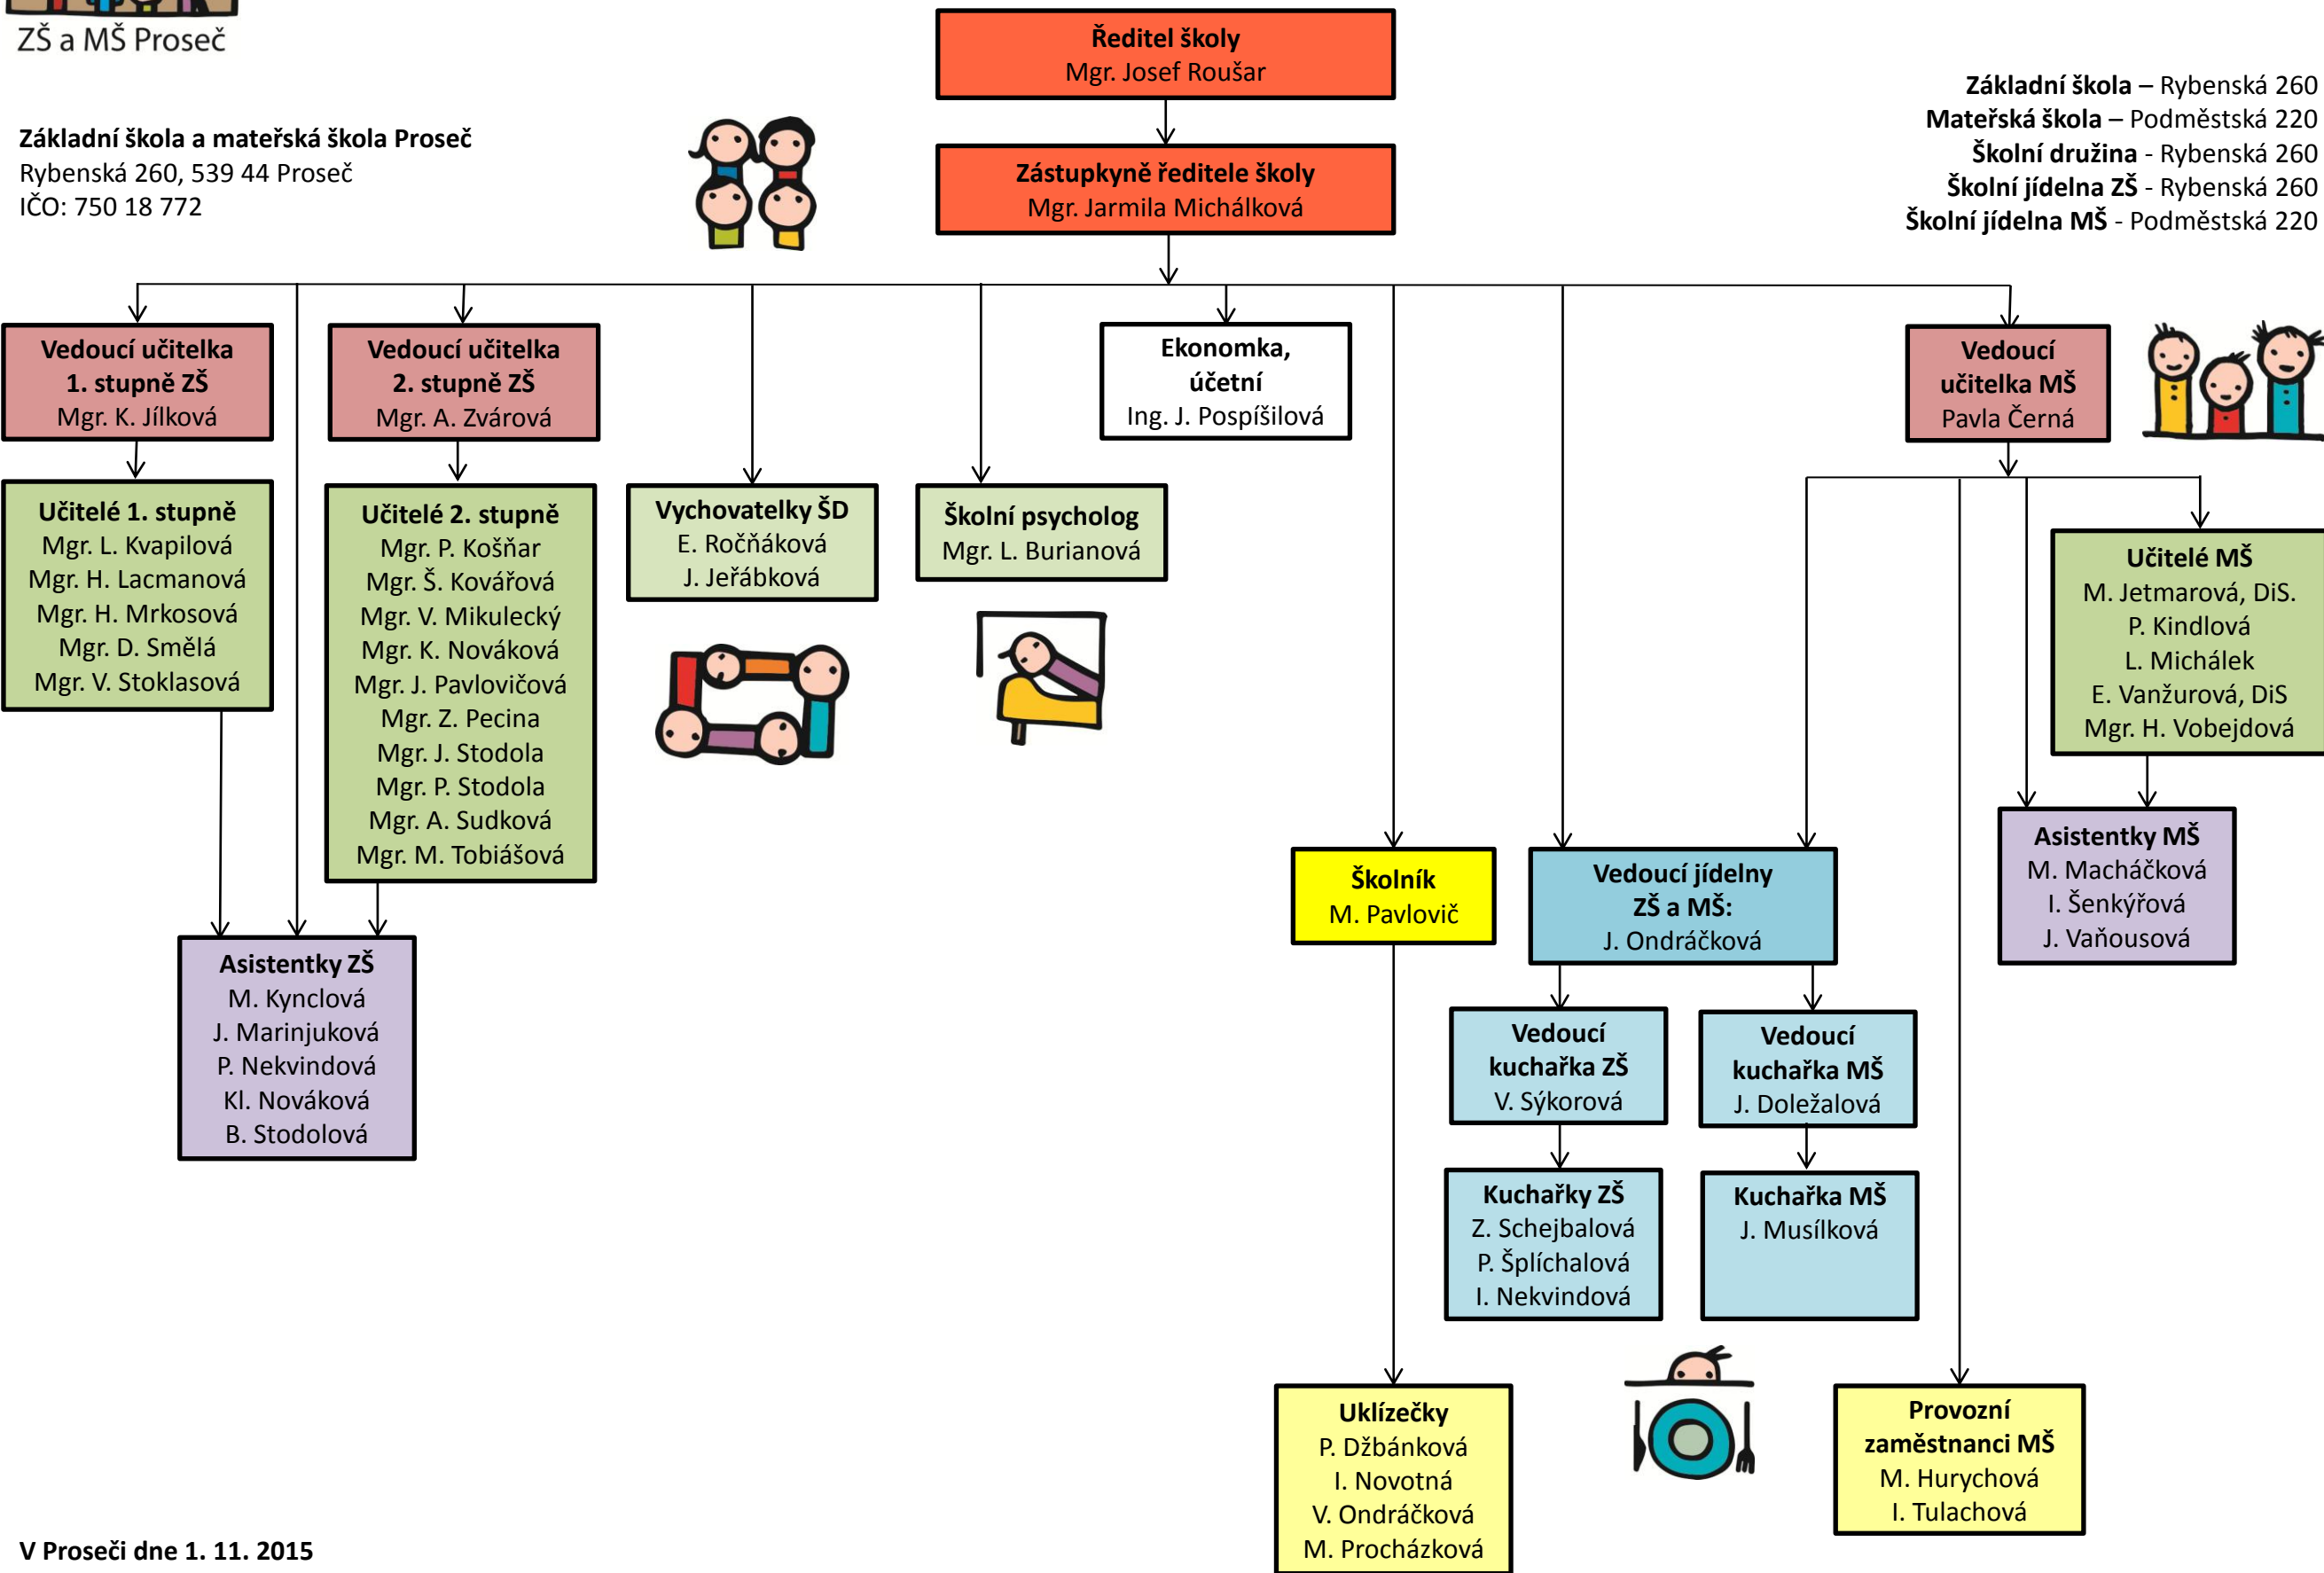 ZŠ a MŠ Proseč
Základní škola a mateřská škola Proseč
Rybenská 260, 539 44 Proseč
IČO: 750 18 772
Ředitel školy
Mgr. Josef Roušar
Zástupkyně ředitele školy
Mgr. Jarmila Michálková
Základní škola – Rybenská 260
Mateřská škola – Podměstská 220
Školní družina - Rybenská 260
Školní jídelna ZŠ - Rybenská 260
Školní jídelna MŠ - Podměstská 220
Vedoucí učitelka
1. stupně ZŠ
Mgr. K. Jílková
Vedoucí učitelka
2. stupně ZŠ
Mgr. A. Zvárová
Ekonomka,
účetní
Ing. J. Pospíšilová
Vedoucí
učitelka MŠ
Pavla Černá
Učitelé 1. stupně
Mgr. L. Kvapilová
Mgr. H. Lacmanová
Mgr. H. Mrkosová
Mgr. D. Smělá
Mgr. V. Stoklasová
Učitelé 2. stupně
Mgr. P. Košňar
Mgr. Š. Kovářová
Mgr. V. Mikulecký
Mgr. K. Nováková
Mgr. J. Pavlovičová
Mgr. Z. Pecina
Mgr. J. Stodola
Mgr. P. Stodola
Mgr. A. Sudková
Mgr. M. Tobiášová
Vychovatelky ŠD
E. Ročňáková
J. Jeřábková
Školní psycholog
Mgr. L. Burianová
Učitelé MŠ
M. Jetmarová, DiS.
P. Kindlová
L. Michálek
E. Vanžurová, DiS
Mgr. H. Vobejdová
Asistentky MŠ
M. Macháčková
I. Šenkýřová
J. Vaňousová
Školník
M. Pavlovič
Vedoucí jídelny
ZŠ a MŠ:
J. Ondráčková
Asistentky ZŠ
M. Kynclová
J. Marinjuková
P. Nekvindová
Kl. Nováková
B. Stodolová
Vedoucí
kuchařka ZŠ
V. Sýkorová
Vedoucí
kuchařka MŠ
J. Doležalová
Kuchařky ZŠ
Z. Schejbalová
P. Šplíchalová
I. Nekvindová
Kuchařka MŠ
J. Musílková
Uklízečky
P. Džbánková
I. Novotná
V. Ondráčková
M. Procházková
Provozní
zaměstnanci MŠ
M. Hurychová
I. Tulachová
V Proseči dne 1. 11. 2015